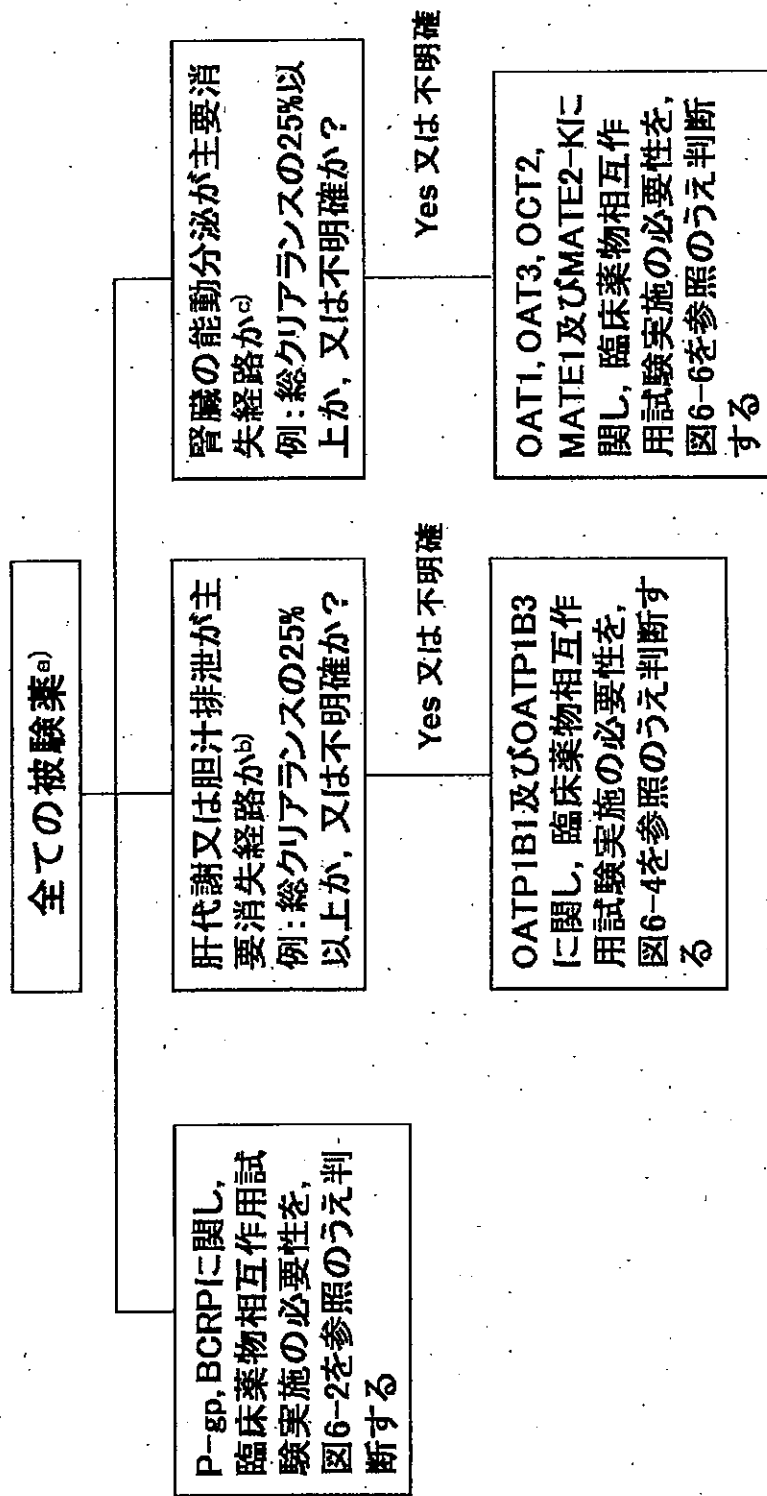 全ての被験薬a)
P-gp, BCRPに関し,
臨床薬物相互作用試
験実施の必要性を,
図6-2を参照のうえ判
断する
肝代謝又は胆汁排泄が主
要消失経路かb)
例:総クリアランスの25%
以上か, 又は不明確か?
Yes 又は 不明確
OATP1B1及びOATP1B3
に関し, 臨床薬物相互作
用試験実施の必要性を,
図6-4を参照のうえ判断す
る
腎臓の能動分泌が主要消
失経路かc)
例:総クリアランスの25%以
上か, 又は不明確か?
Yes 又は 不明確
OAT1, OAT3, OCT2,
MATE1及びMATE2-Kに
関し, 臨床薬物相互作
用試験実施の必要性を,
図6-6を参照のうえ判断
する